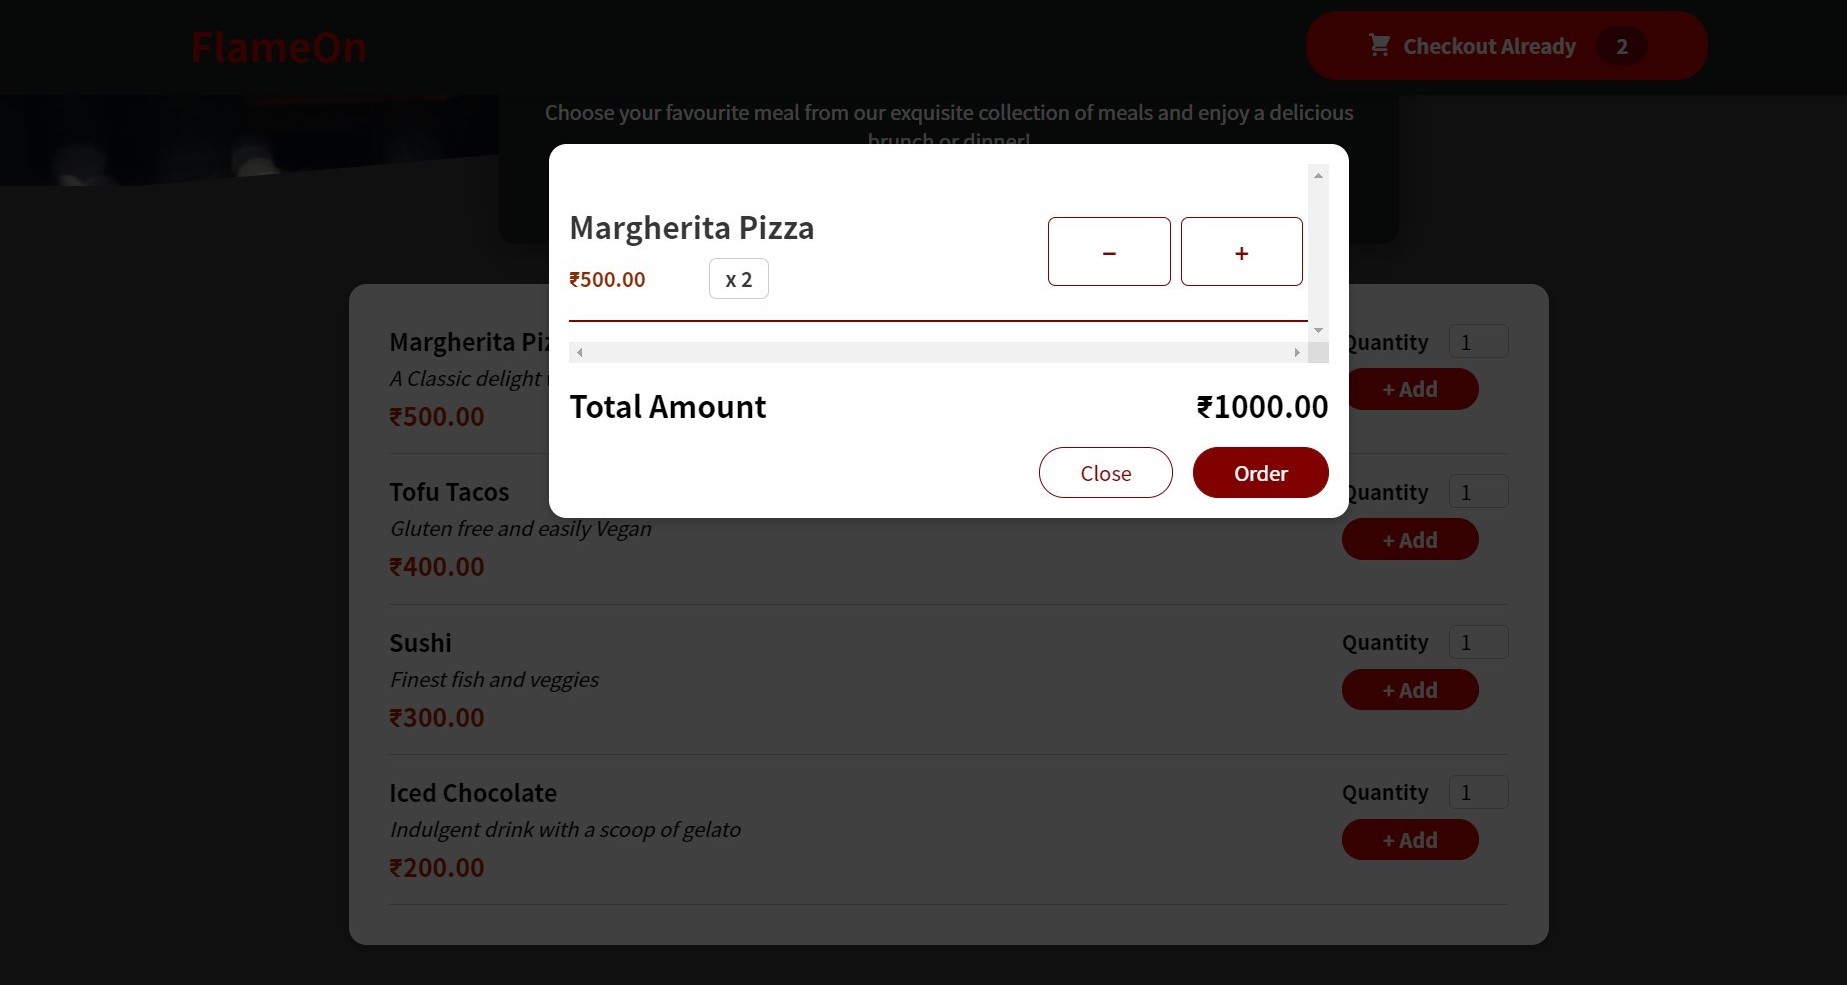 FlameOn
Checkout Already 2
Choose your favourite meal from our exquisite collection of meals and enjoy a delicious
brunch or dinner!
Margherita Pizza
₹500.00 x 2
− +
Total Amount ₹1000.00
Close Order
Margherita
A Classic delight
₹500.00
Quantity 1
+ Add
Tofu Tacos
Gluten free and easily Vegan
₹400.00
Quantity 1
+ Add
Sushi
Finest fish and veggies
₹300.00
Quantity 1
+ Add
Iced Chocolate
Indulgent drink with a scoop of gelato
₹200.00
Quantity 1
+ Add